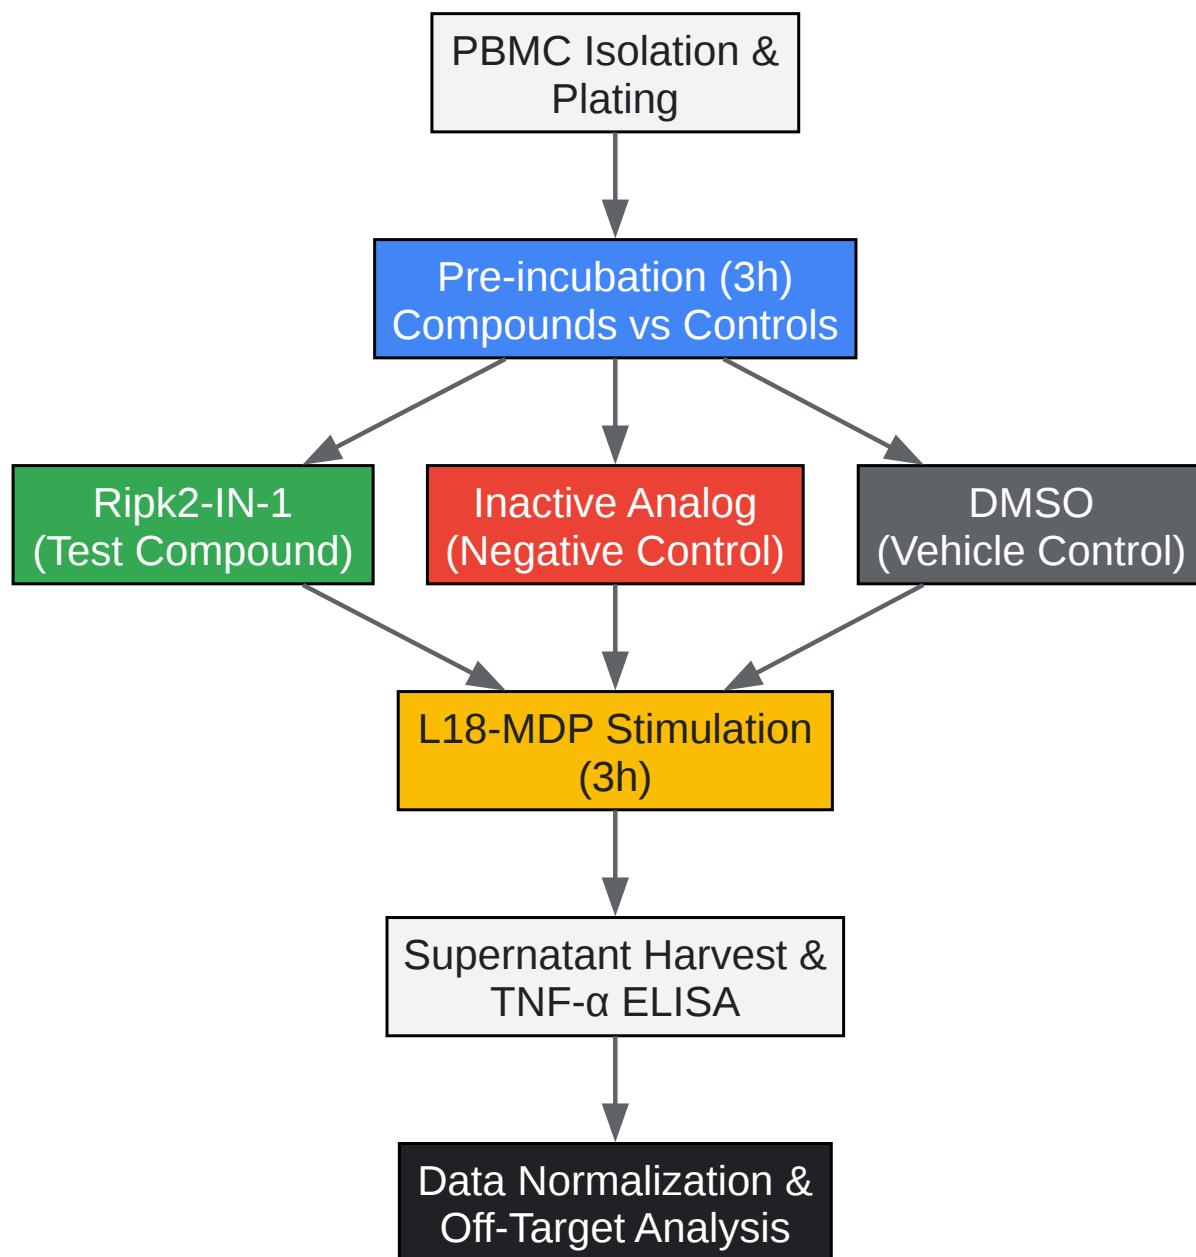 PBMC Isolation &
Plating
Pre-incubation (3h)
Compounds vs Controls
Ripk2-IN-1
(Test Compound)
Inactive Analog
(Negative Control)
DMSO
(Vehicle Control)
L18-MDP Stimulation
(3h)
Supernatant Harvest &
TNF-α ELISA
Data Normalization &
Off-Target Analysis